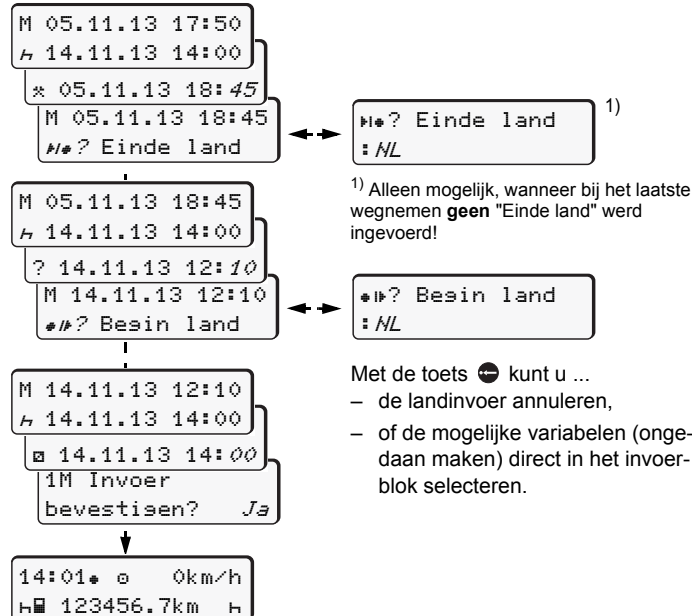 M 05.11.13 17:50
14.11.13 14:00
05.11.13 18:45
M 05.11.13 18:45
? Einde land
? Einde land
: NL
1)
1) Alleen mogelijk, wanneer bij het laatste
wegnemen geen "Einde land" werd
ingevoerd!
M 05.11.13 18:45
14.11.13 14:00
? 14.11.13 12:10
M 14.11.13 12:10
? Begin land
? Begin land
: NL
Met de toets kunt u ...
– de landinvoer annuleren,
– of de mogelijke variabelen (onge-
daan maken) direct in het invoer-
blok selecteren.
M 14.11.13 12:10
14.11.13 14:00
14.11.13 14:00
1M Invoer
bevestigen? Ja
14:01 0km/h
123456.7km